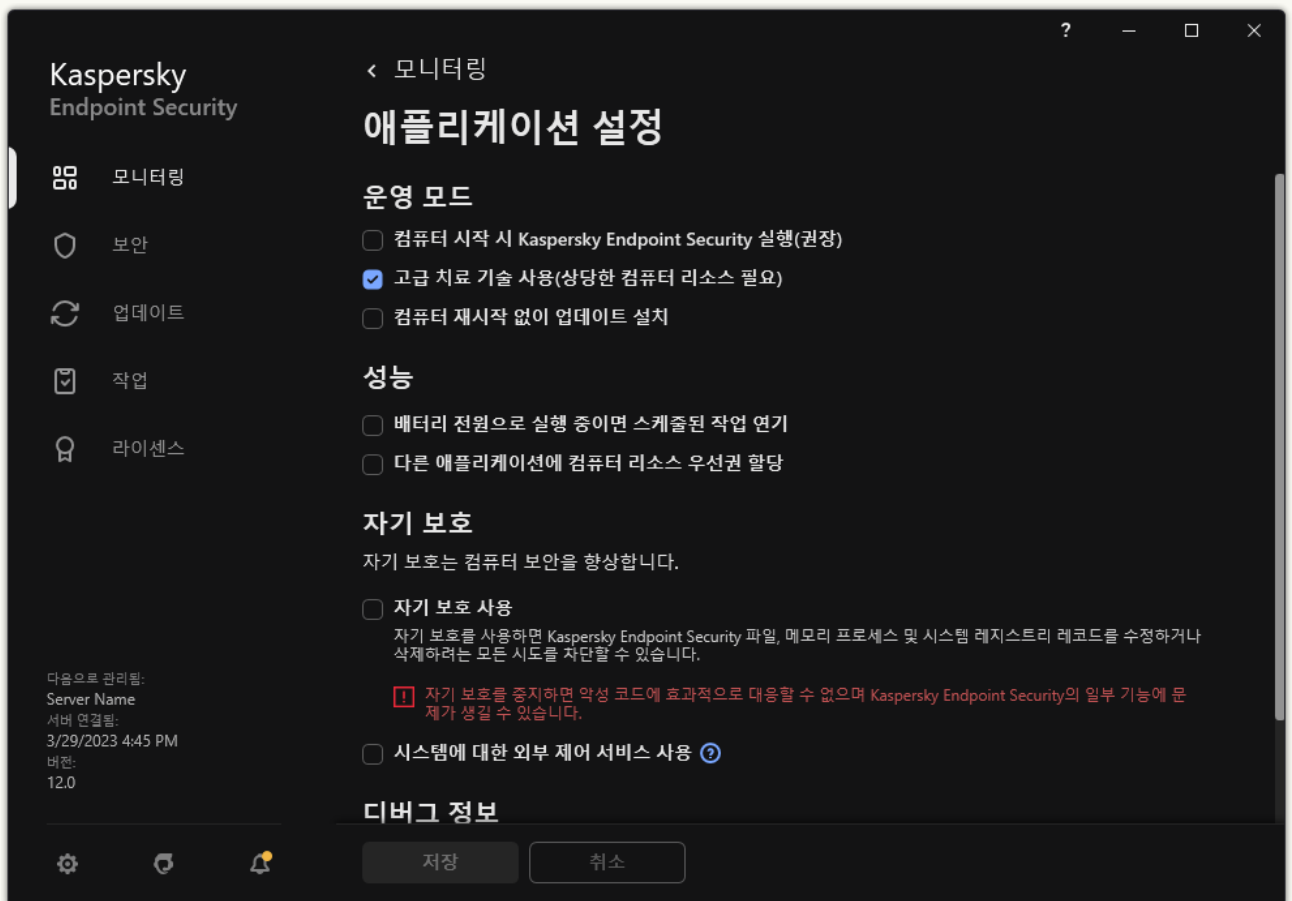 ?
Kaspersky
Endpoint Security
모니터링
보안
업데이트
작업
라이센스
다음으로 관리됨:
Server Name
서버 연결됨:
3/29/2023 4:45 PM
버전:
12.0
모니터링
애플리케이션 설정
운영 모드
컴퓨터 시작 시 Kaspersky Endpoint Security 실행(권장)
고급 치료 기술 사용(상당한 컴퓨터 리소스 필요)
컴퓨터 재시작 없이 업데이트 설치
성능
배터리 전원으로 실행 중이면 스케줄된 작업 연기
다른 애플리케이션에 컴퓨터 리소스 우선권 할당
자기 보호
자기 보호는 컴퓨터 보안을 향상합니다.
자기 보호 사용
자기 보호를 사용하면 Kaspersky Endpoint Security 파일, 메모리 프로세스 및 시스템 레지스트리 레코드를 수정하거나
삭제하려는 모든 시도를 차단할 수 있습니다.
자기 보호를 중지하면 악성 코드에 효과적으로 대응할 수 없으며 Kaspersky Endpoint Security의 일부 기능에 문
제가 생길 수 있습니다.
시스템에 대한 외부 제어 서비스 사용 ?
디버그 정보
저장
취소